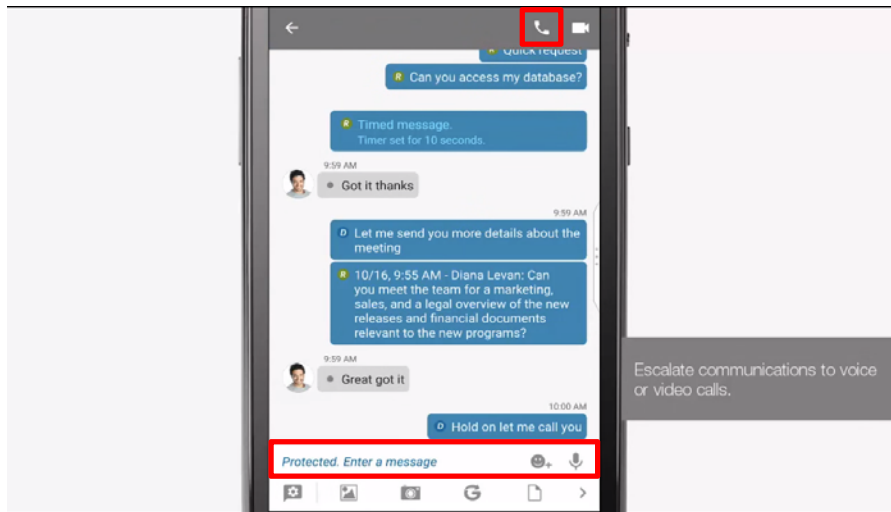 Quick request
R Can you access my database?
R Timed message.
Timer set for 10 seconds.
9:59 AM
Got it thanks
9:59 AM
D Let me send you more details about the
meeting
R 10/16, 9:55 AM - Diana Levan: Can
you meet the team for a marketing,
sales, and a legal overview of the new
releases and financial documents
relevant to the new programs?
9:59 AM
Great got it
10:00 AM
D Hold on let me call you
Protected. Enter a message
G
Escalate communications to voice
or video calls.